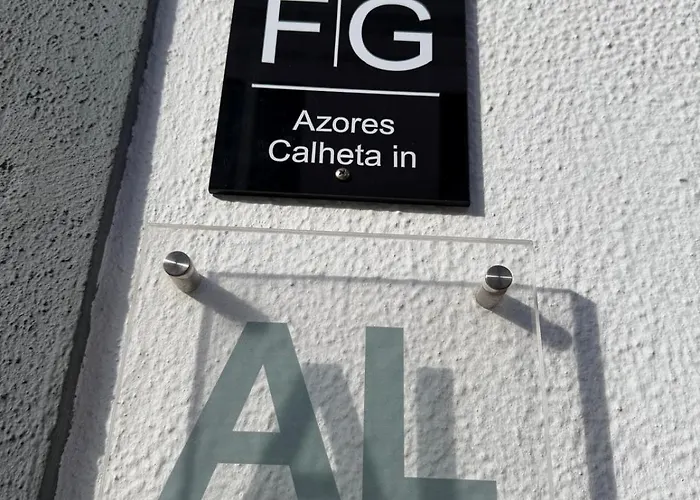 F|G
Azores
Calheta in
AL